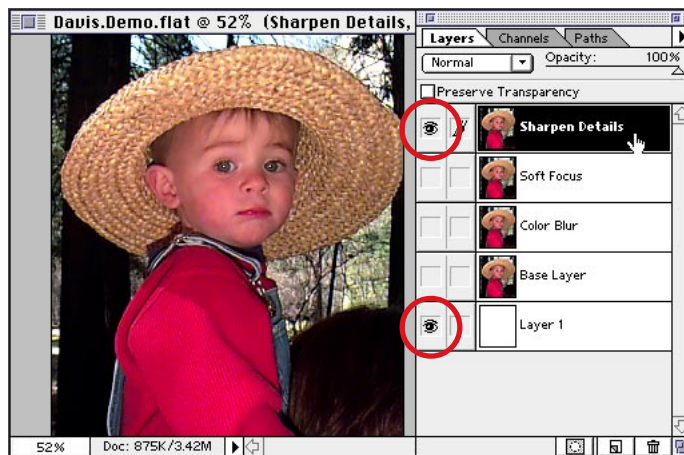 Davis.Demo.flat @ 52% (Sharpen Details,
Layers Channels Paths
Normal Opacity: 100%
Preserve Transparency
Sharpen Details
Soft Focus
Color Blur
Base Layer
Layer 1
52% Doc: 875K/3.42M